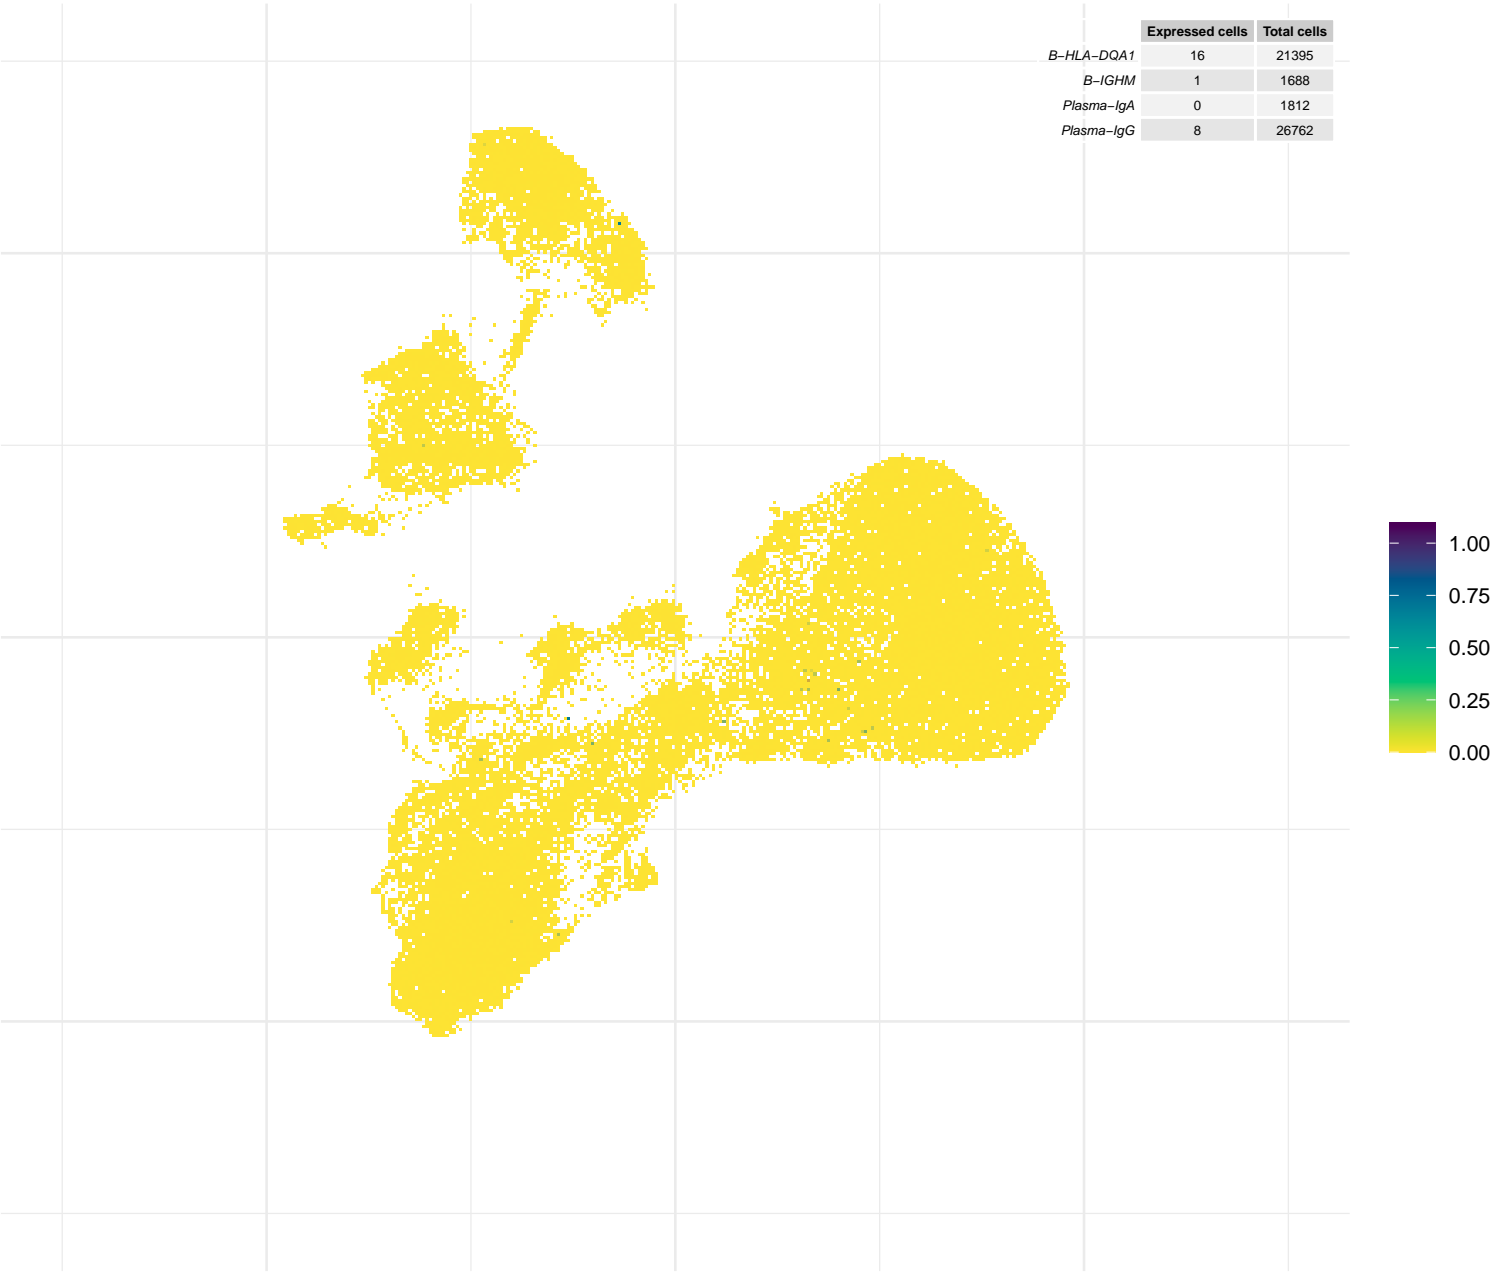 Expressed cells Total cells
B−HLA−DQA1 16 21395
B−IGHM 1 1688
Plasma−IgA 0 1812
Plasma−IgG 8 26762
1.00
0.75
0.50
0.25
0.00